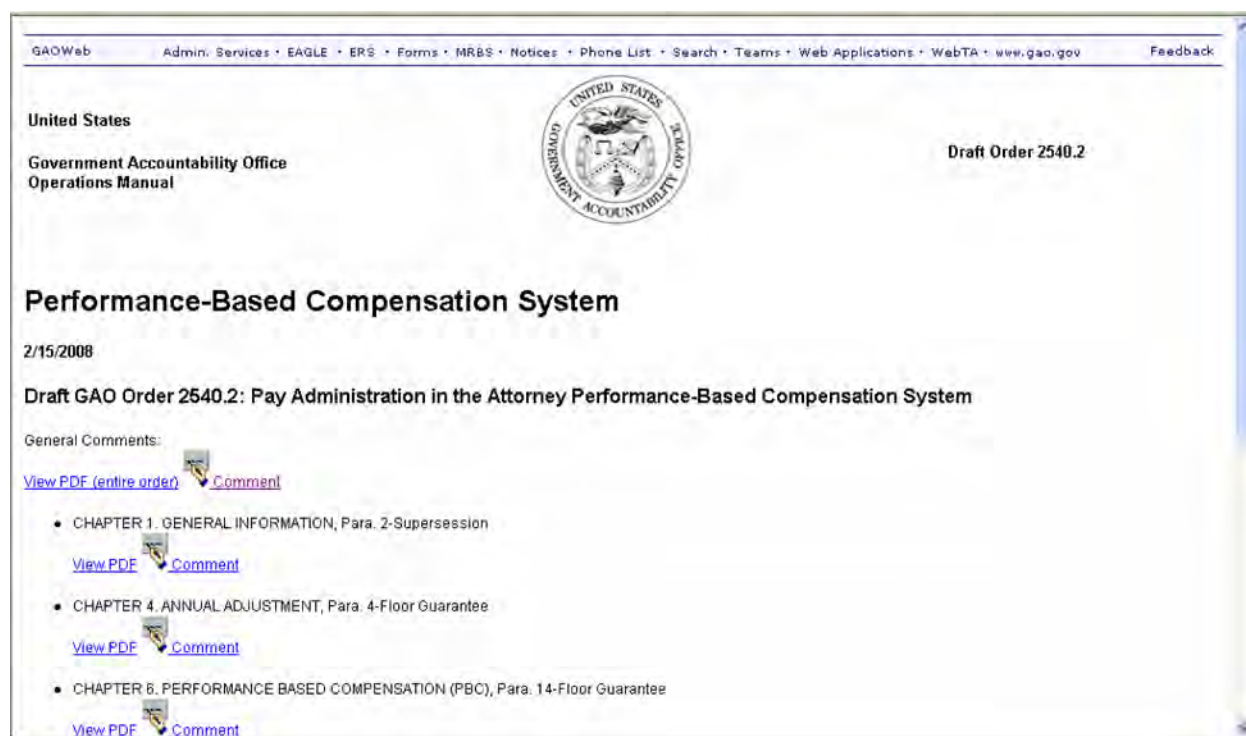 GAOWeb Admin. Services • EAGLE • ERS • Forms • MRBS • Notices • Phone List • Search • Teams • Web Applications • WebTA • www.gao.gov Feedback
United States
Government Accountability Office
Operations Manual
UNITED STATES GOVERNMENT ACCOUNTABILITY OFFICE
Draft Order 2540.2
Performance-Based Compensation System
2/15/2008
Draft GAO Order 2540.2: Pay Administration in the Attorney Performance-Based Compensation System
General Comments:
View PDF (entire order) Comment
• CHAPTER 1. GENERAL INFORMATION, Para. 2-Supersession
View PDF Comment
• CHAPTER 4. ANNUAL ADJUSTMENT, Para. 4-Floor Guarantee
View PDF Comment
• CHAPTER 6. PERFORMANCE BASED COMPENSATION (PBC), Para. 14-Floor Guarantee
View PDF Comment